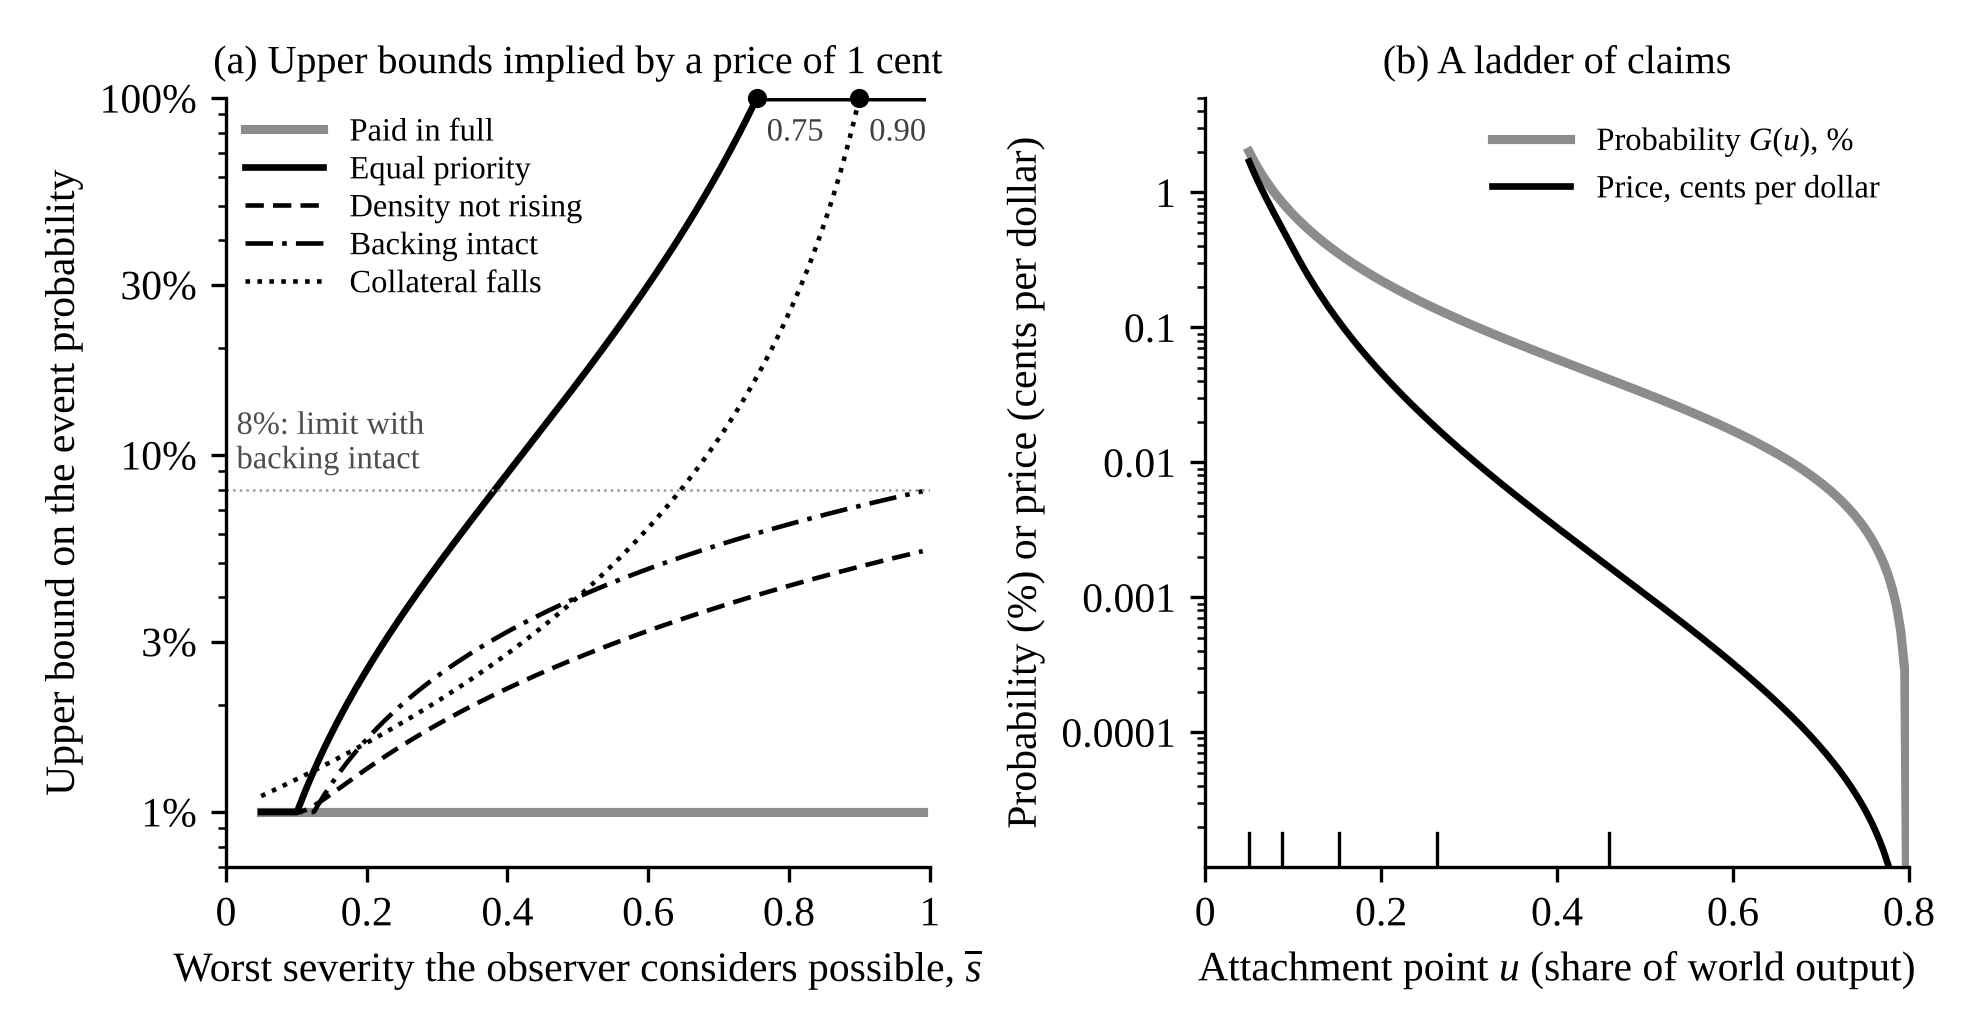 (a) Upper bounds implied by a price of 1 cent
Upper bound on the event probability
100%
30%
10%
3%
1%
Paid in full
Equal priority
Density not rising
Backing intact
Collateral falls
0.75
0.90
8%: limit with
backing intact
0
0.2
0.4
0.6
0.8
1
Worst severity the observer considers possible, s̅
(b) A ladder of claims
Probability (%) or price (cents per dollar)
1
0.1
0.01
0.001
0.0001
Probability G(u), %
Price, cents per dollar
0
0.2
0.4
0.6
0.8
Attachment point u (share of world output)